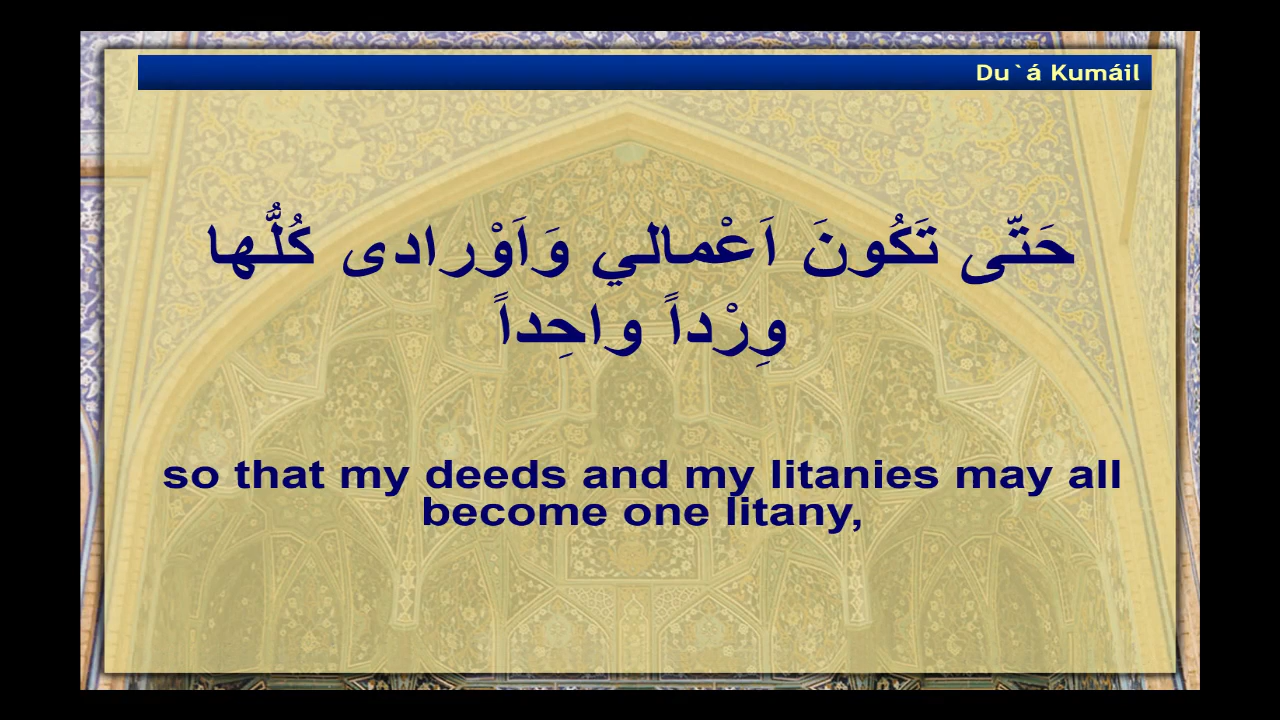 Du`á Kumáil
حَتّى تَكُونَ اَعْمالي وَاَوْرادى كُلُّها
وِرْداً واحِداً
so that my deeds and my litanies may all
become one litany,